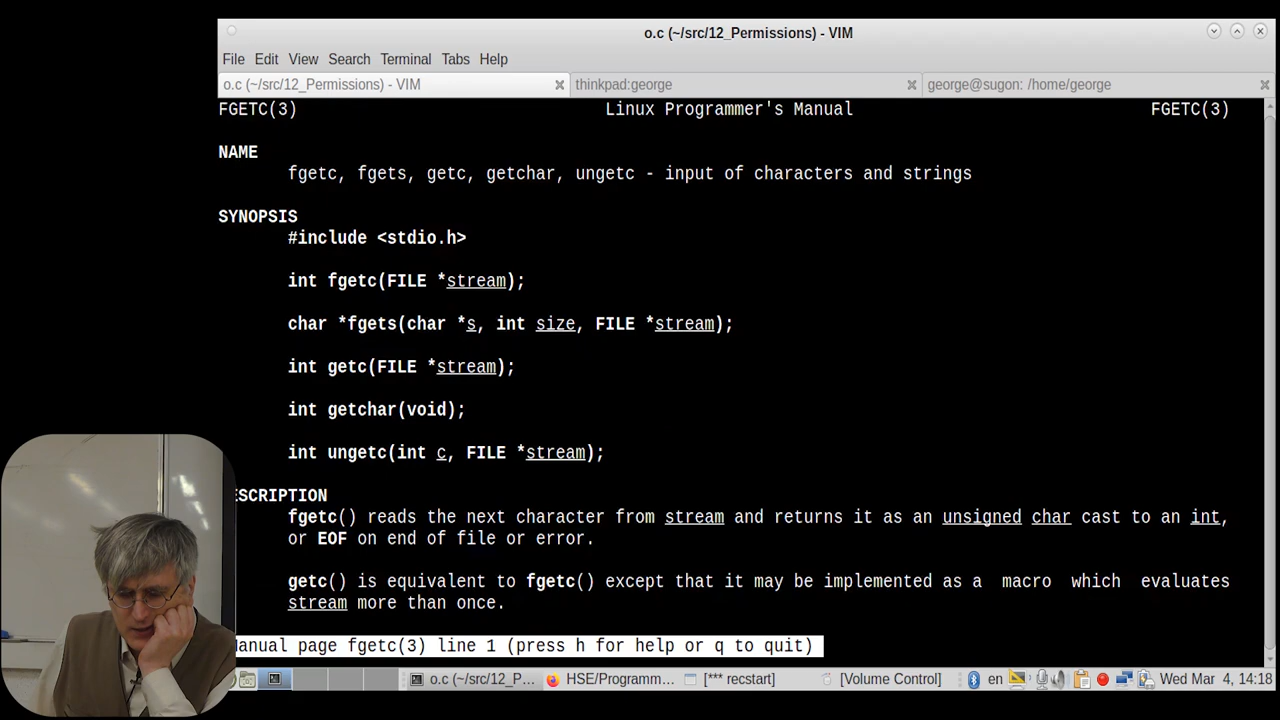 o.c (~/src/12_Permissions) - VIM
File Edit View Search Terminal Tabs Help
o.c (~/src/12_Permissions) - VIM thinkpad:george george@sugon: /home/george
FGETC(3) Linux Programmer's Manual FGETC(3)
NAME
fgetc, fgets, getc, getchar, ungetc - input of characters and strings
SYNOPSIS
#include <stdio.h>
int fgetc(FILE *stream);
char *fgets(char *s, int size, FILE *stream);
int getc(FILE *stream);
int getchar(void);
int ungetc(int c, FILE *stream);
ESCRIPTION
fgetc() reads the next character from stream and returns it as an unsigned char cast to an int,
or EOF on end of file or error.
getc() is equivalent to fgetc() except that it may be implemented as a macro which evaluates
stream more than once.
anual page fgetc(3) line 1 (press h for help or q to quit)
o.c (~/src/12_Permissions) - VIM o.c (~/src/12_P... HSE/Programm... [*** recstart] [Volume Control] en Wed Mar 4, 14:18